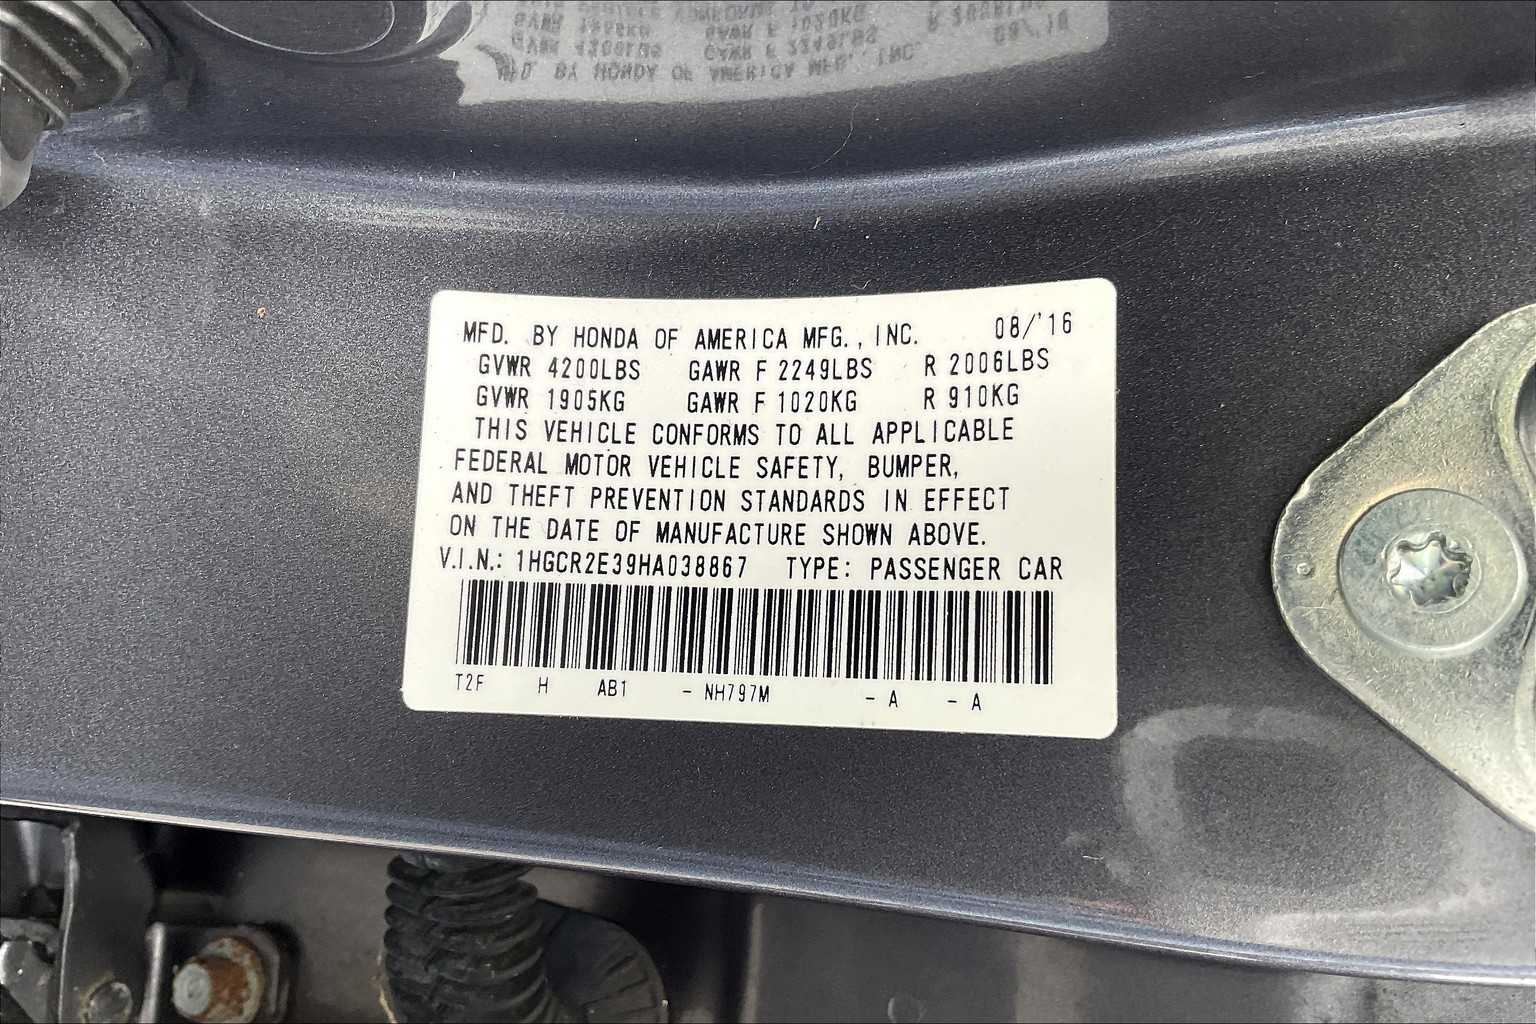 MFD. BY HONDA OF AMERICA MFG., INC. 08/'16
GVWR 4200LBS GAWR F 2249LBS R 2006LBS
GVWR 1905KG GAWR F 1020KG R 910KG
THIS VEHICLE CONFORMS TO ALL APPLICABLE
FEDERAL MOTOR VEHICLE SAFETY, BUMPER,
AND THEFT PREVENTION STANDARDS IN EFFECT
ON THE DATE OF MANUFACTURE SHOWN ABOVE.
V.I.N.: 1HGCR2E39HA038867 TYPE: PASSENGER CAR
T2F H AB1 - NH797M - A - A